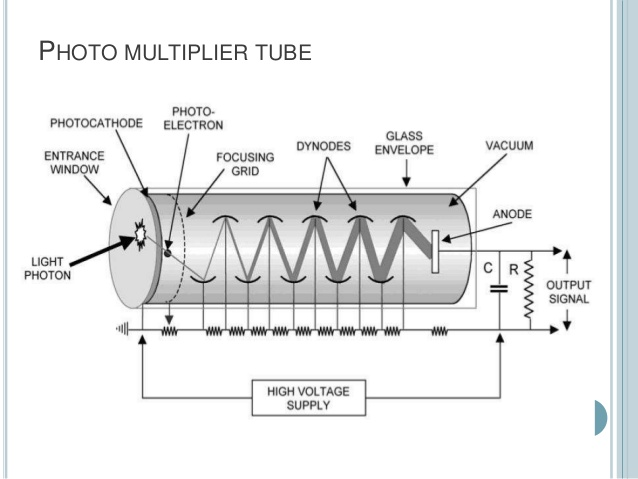 PHOTO MULTIPLIER TUBE
PHOTO-
ELECTRON
PHOTOCATHODE
ENTRANCE
WINDOW
FOCUSING
GRID
DYNODES
GLASS
ENVELOPE
VACUUM
ANODE
LIGHT
PHOTON
C
R
OUTPUT
SIGNAL
HIGH VOLTAGE
SUPPLY